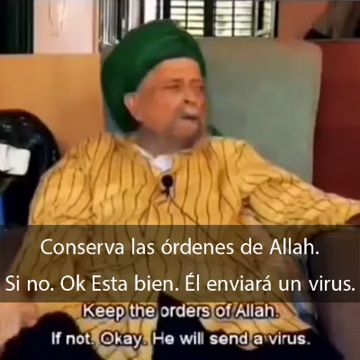 Conserva las órdenes de Allah.
Si no. Ok Esta bien. Él enviará un virus.
Keep the orders of Allah.
If not. Okay. He will send a virus.